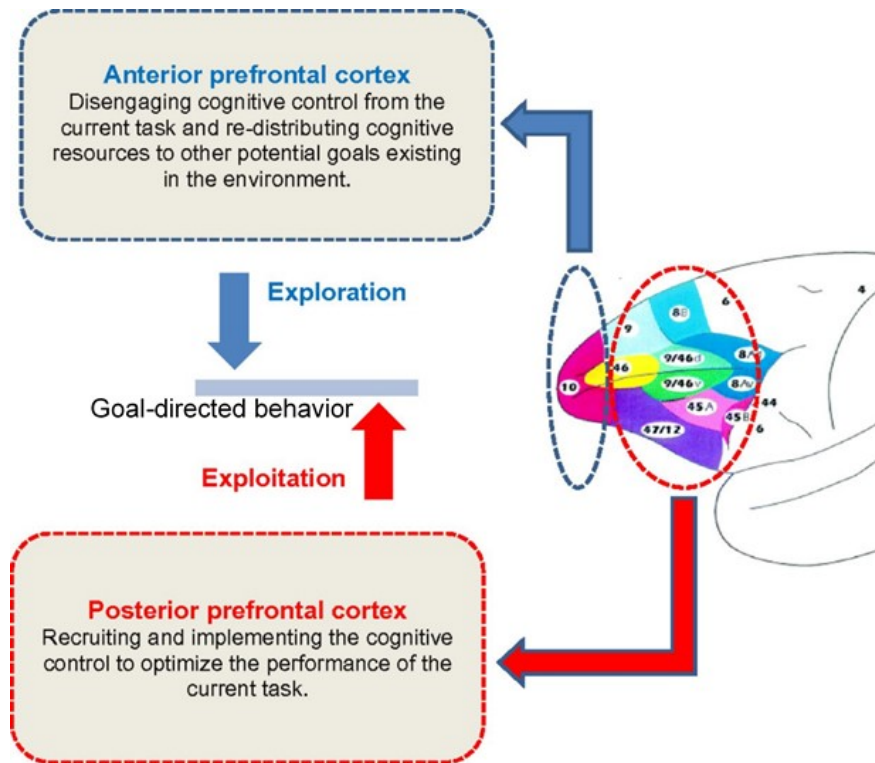 Anterior prefrontal cortex
Disengaging cognitive control from the
current task and re-distributing cognitive
resources to other potential goals existing
in the environment.
Exploration
Goal-directed behavior
Exploitation
Posterior prefrontal cortex
Recruiting and implementing the cognitive
control to optimize the performance of the
current task.
6
4
8B
9
9/46d
8Ad
46
10
9/46v
8Av
45A
44
45B
47/12
6